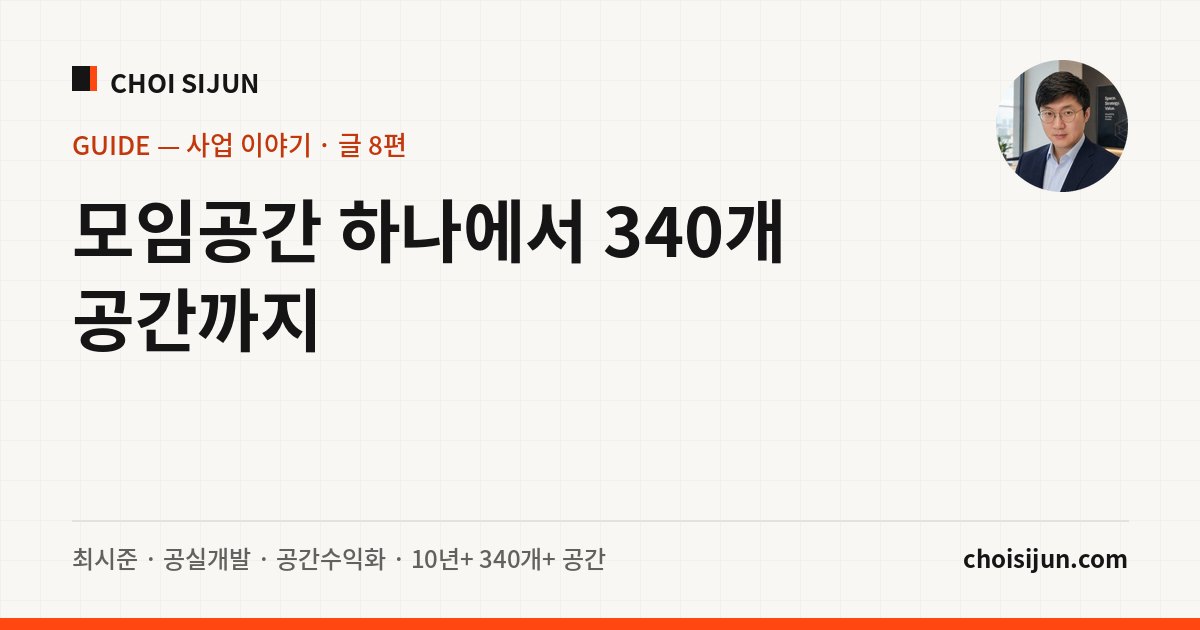 CHOI SIJUN
GUIDE — 사업 이야기 · 글 8편
모임공간 하나에서 340개
공간까지
최시준 · 공실개발 · 공간수익화 · 10년+ 340개+ 공간
choisijun.com